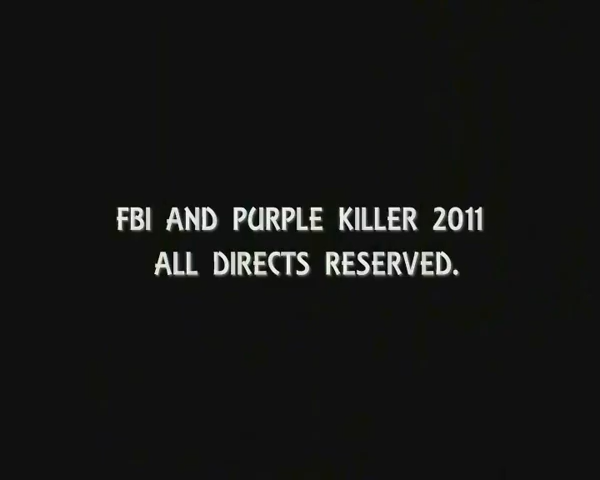 FBI AND PURPLE KILLER 2011
ALL DIRECTS RESERVED.